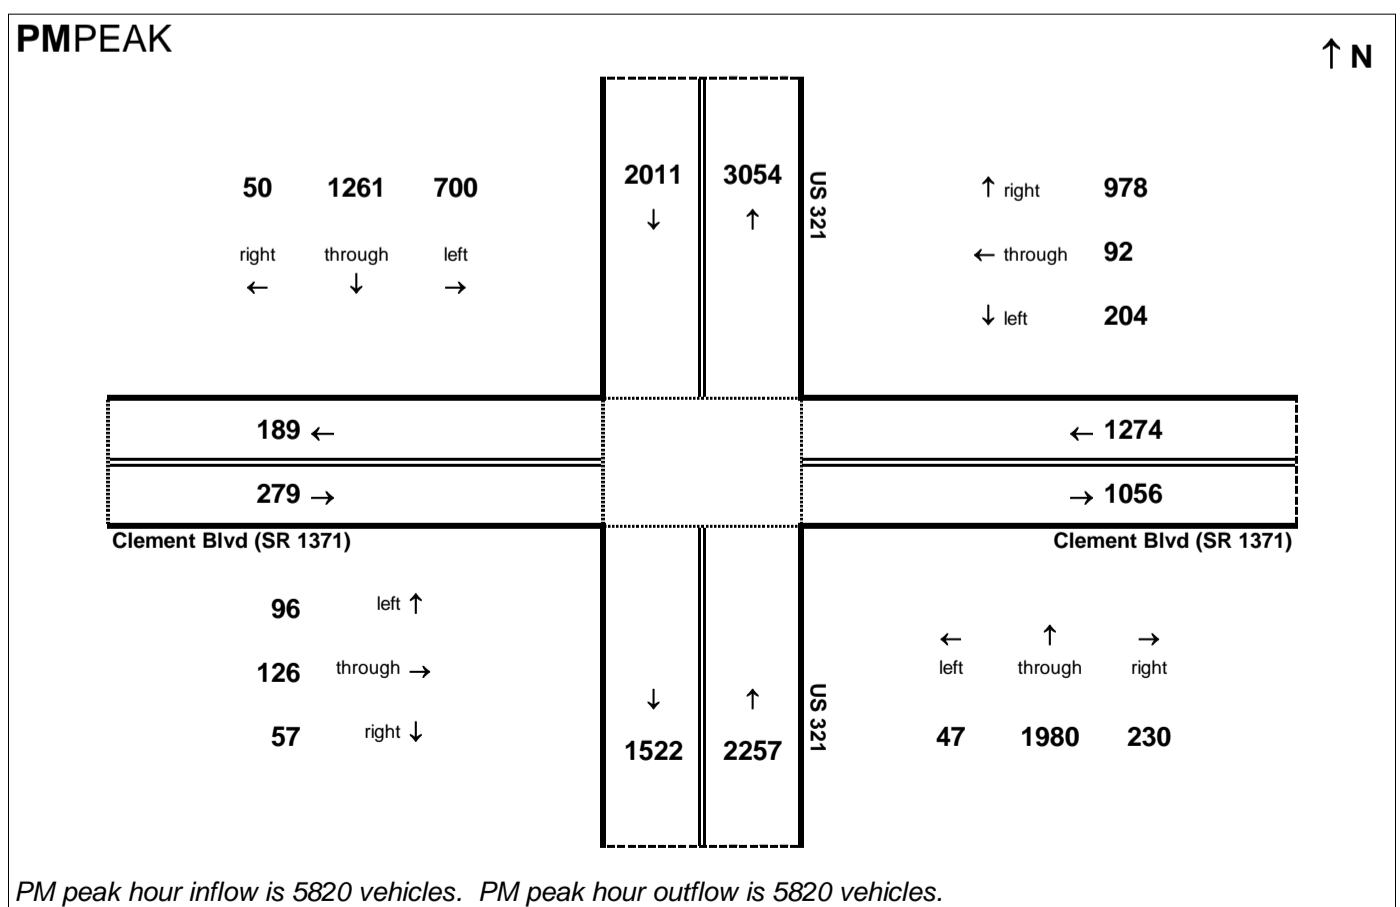 PMPEAK
↑ N
50 1261 700
right through left
← ↓ →
2011 3054
↓ ↑
US 321
↑ right 978
← through 92
↓ left 204
189 ←
279 →
← 1274
→ 1056
Clement Blvd (SR 1371)
Clement Blvd (SR 1371)
96 left ↑
126 through →
57 right ↓
↓ ↑
1522 2257
US 321
← ↑ →
left through right
47 1980 230
PM peak hour inflow is 5820 vehicles. PM peak hour outflow is 5820 vehicles.